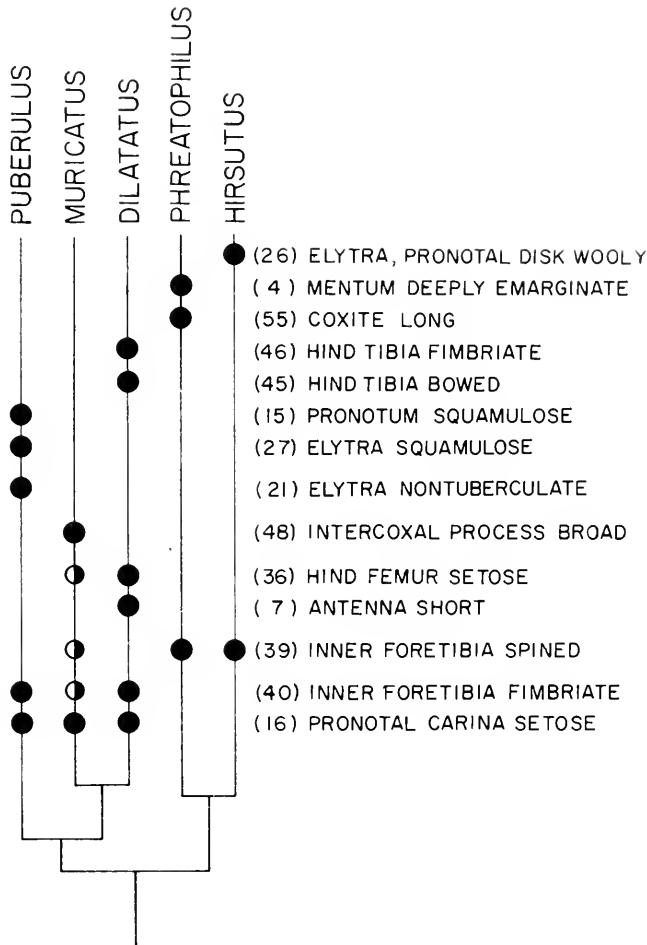 PUBERULUS
MURICATUS
DILATATUS
PHREATOPHILUS
HIRSUTUS
(26) ELYTRA, PRONOTAL DISK WOOLY
(4) MENTUM DEEPLY EMARGINATE
(55) COXITE LONG
(46) HIND TIBIA FIMBRIATE
(45) HIND TIBIA BOWED
(15) PRONOTUM SQUAMULOSE
(27) ELYTRA SQUAMULOSE
(21) ELYTRA NONTUBERCULATE
(48) INTERCOXAL PROCESS BROAD
(36) HIND FEMUR SETOSE
(7) ANTENNA SHORT
(39) INNER FORETIBIA SPINED
(40) INNER FORETIBIA FIMBRIATE
(16) PRONOTAL CARINA SETOSE